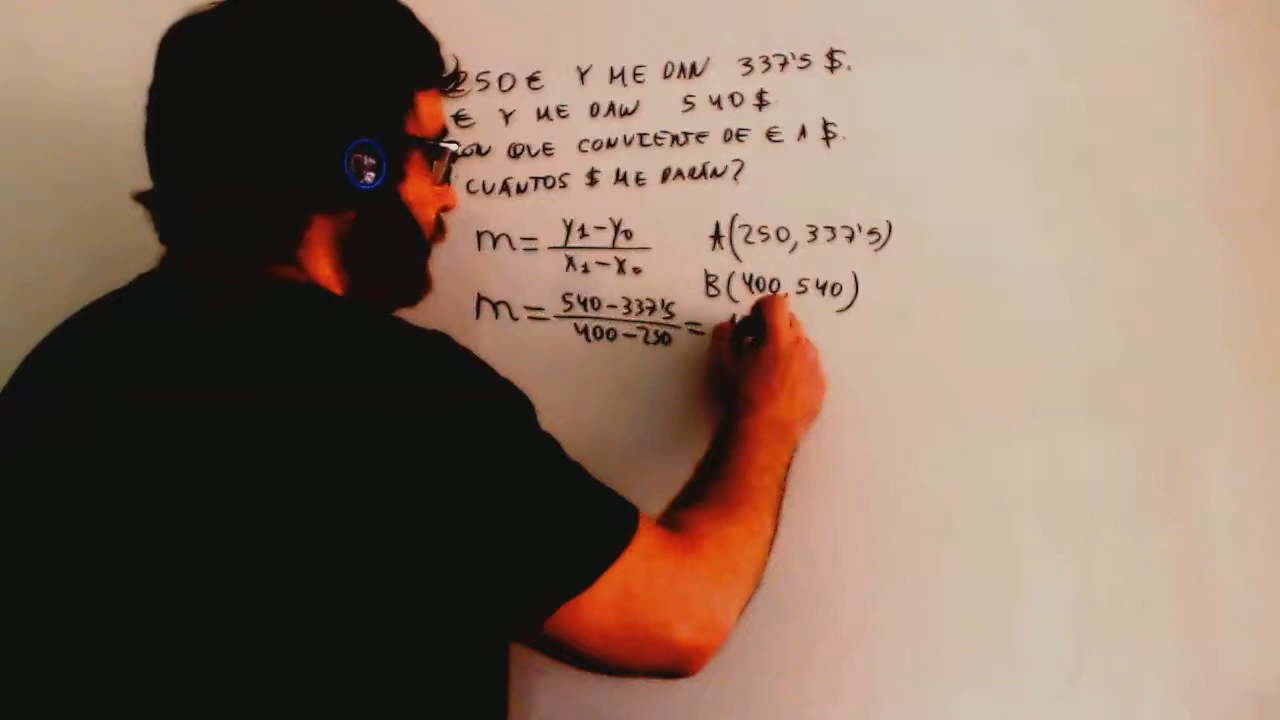 250€ Y ME DAN 337'5 $.
€ Y ME DAN 540$
QUE CONVIENTE DE € A $.
CUÁNTOS $ ME DARÁN?
m = y1-y0 / x1-x0 A(250, 337'5)
B(400, 540)
m = 540-337'5 / 400-250 =